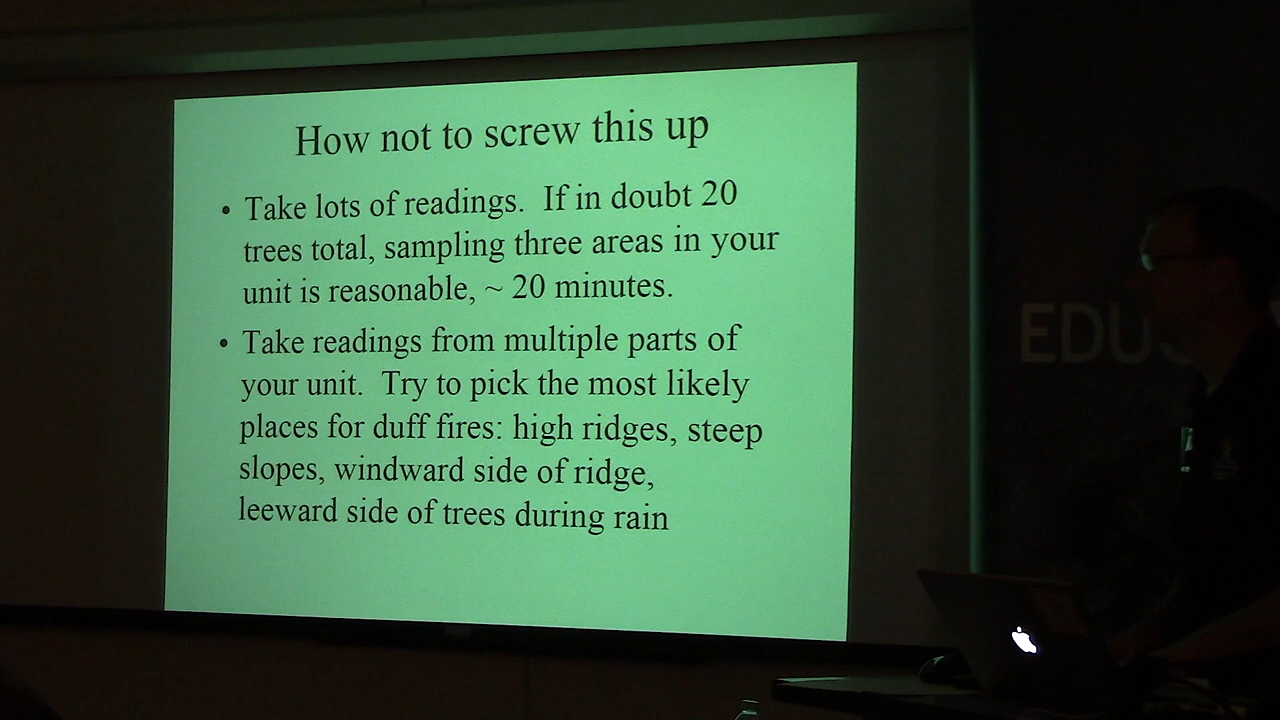 How not to screw this up
• Take lots of readings.  If in doubt 20
trees total, sampling three areas in your
unit is reasonable, ~ 20 minutes.
• Take readings from multiple parts of
your unit.  Try to pick the most likely
places for duff fires: high ridges, steep
slopes, windward side of ridge,
leeward side of trees during rain